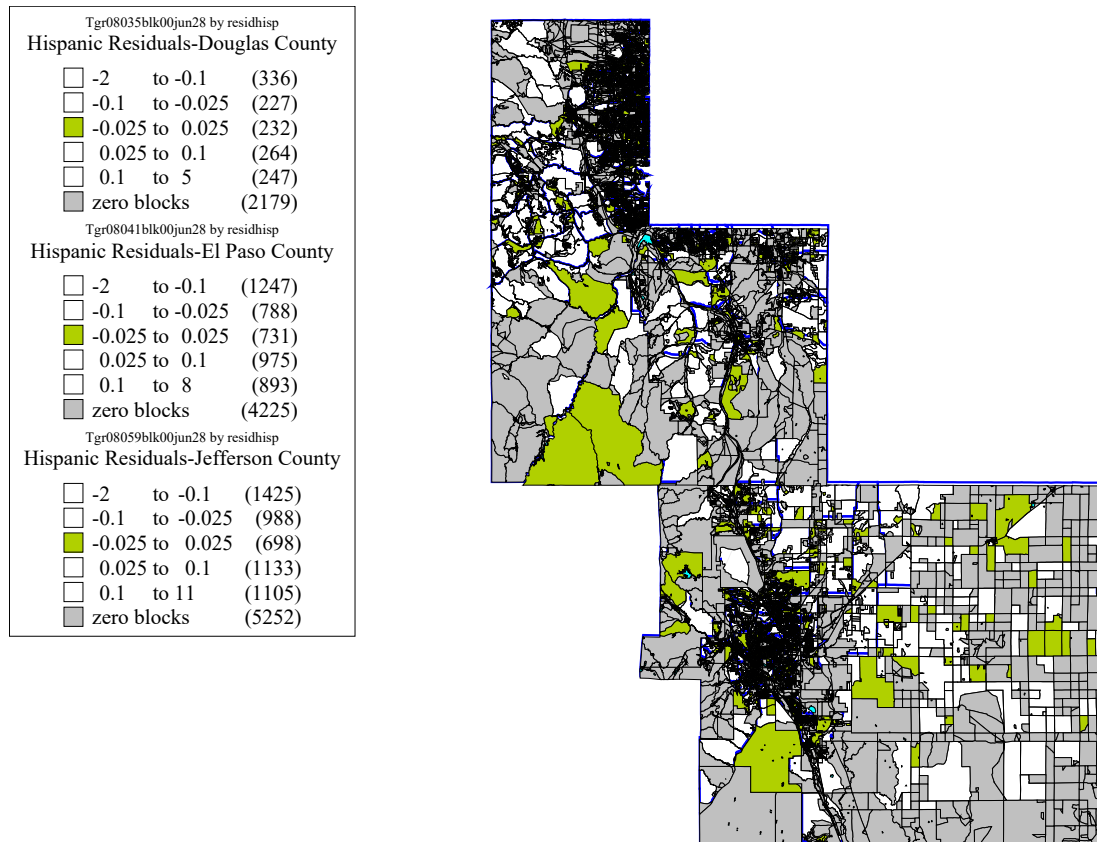 Tgr08035blk00jun28 by residhisp
Hispanic Residuals-Douglas County
-2 to -0.1 (336)
-0.1 to -0.025 (227)
-0.025 to 0.025 (232)
0.025 to 0.1 (264)
0.1 to 5 (247)
zero blocks (2179)
Tgr08041blk00jun28 by residhisp
Hispanic Residuals-El Paso County
-2 to -0.1 (1247)
-0.1 to -0.025 (788)
-0.025 to 0.025 (731)
0.025 to 0.1 (975)
0.1 to 8 (893)
zero blocks (4225)
Tgr08059blk00jun28 by residhisp
Hispanic Residuals-Jefferson County
-2 to -0.1 (1425)
-0.1 to -0.025 (988)
-0.025 to 0.025 (698)
0.025 to 0.1 (1133)
0.1 to 11 (1105)
zero blocks (5252)